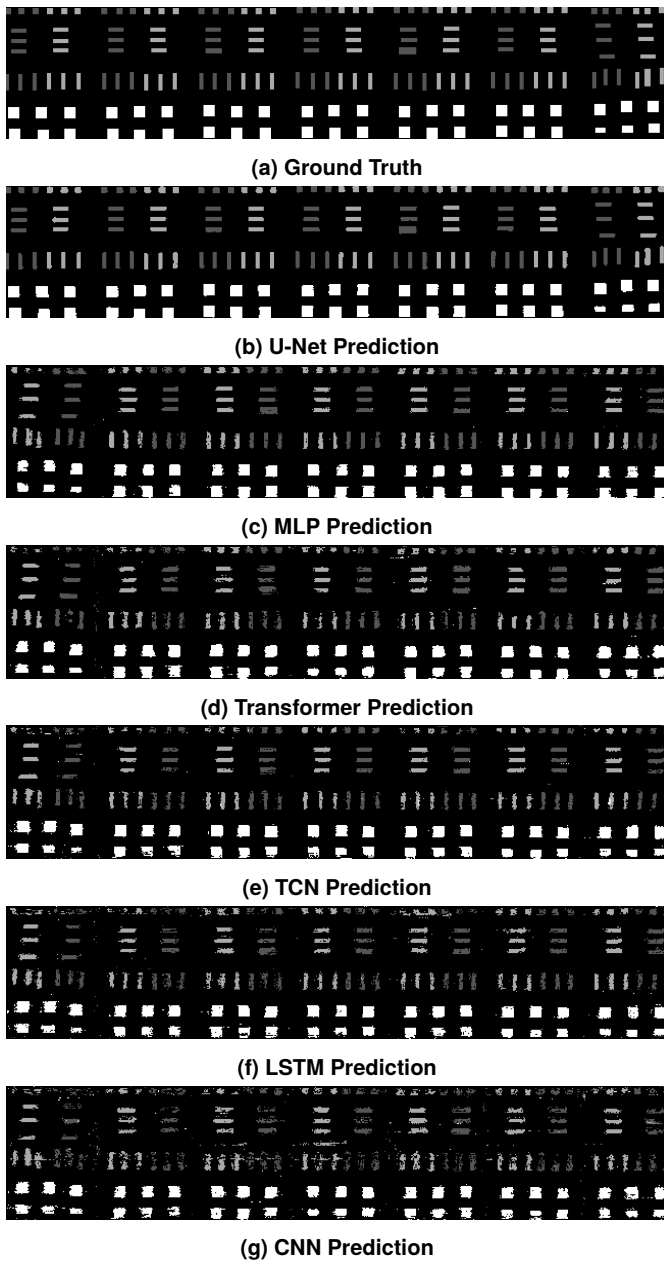 (a) Ground Truth
(b) U-Net Prediction
(c) MLP Prediction
(d) Transformer Prediction
(e) TCN Prediction
(f) LSTM Prediction
(g) CNN Prediction